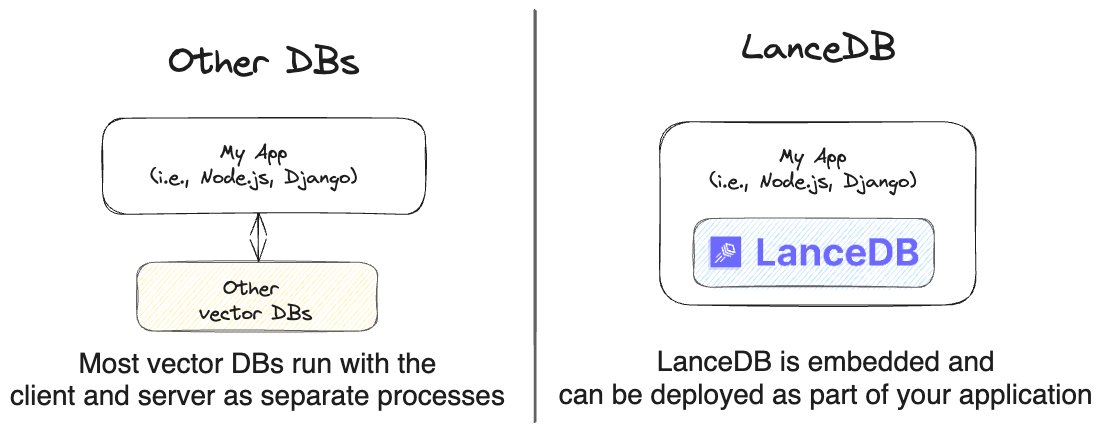 Other DBs
My App
(i.e., Node.js, Django)
Other
vector DBs
Most vector DBs run with the
client and server as separate processes
LanceDB
My App
(i.e., Node.js, Django)
LanceDB
LanceDB is embedded and
can be deployed as part of your application